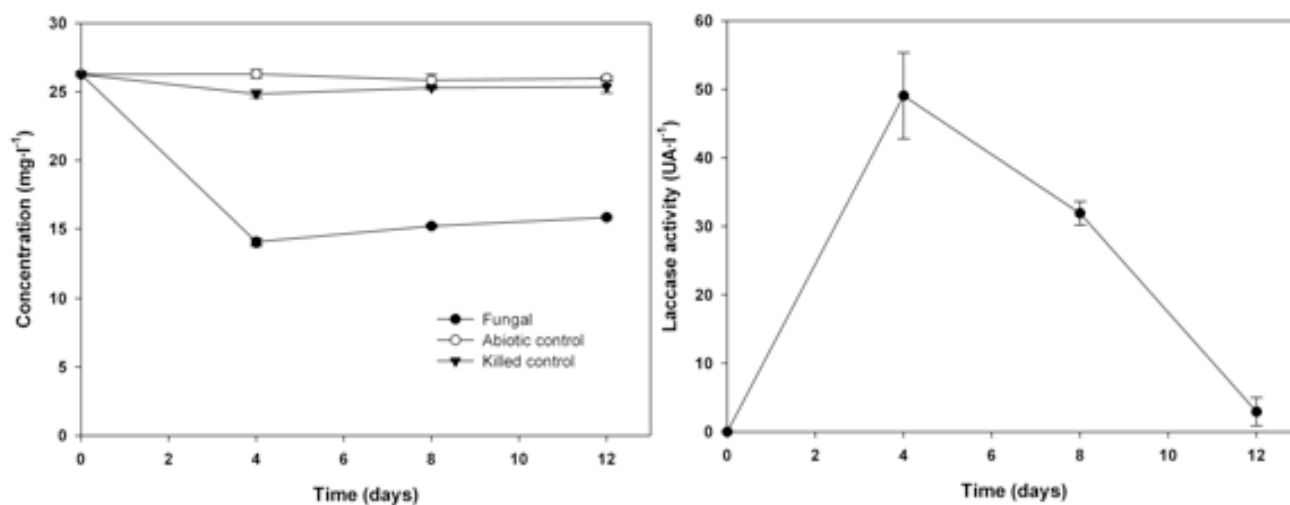 30
25
20
15
10
5
0
Concentration (mg·l⁻¹)
Fungal
Abiotic control
Killed control
0 2 4 6 8 10 12
Time (days)
60
50
40
30
20
10
0
Laccase activity (UA·l⁻¹)
0 2 4 6 8 10 12
Time (days)